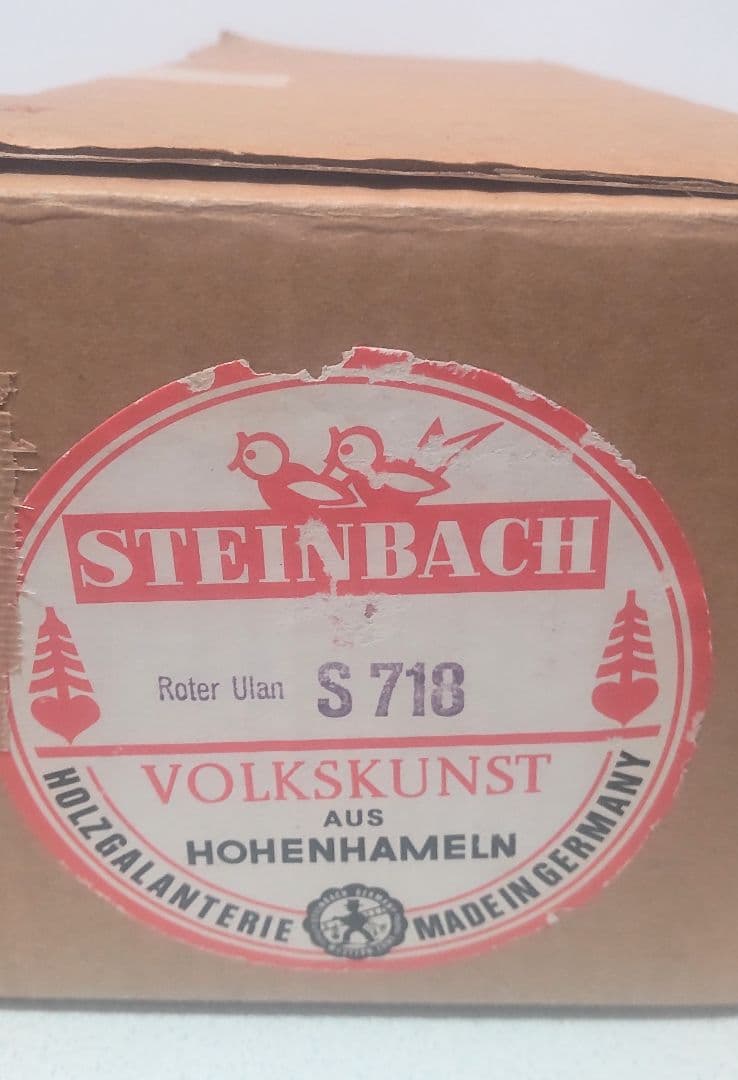 STEINBACH
Roter Ulan S 718
VOLKSKUNST
AUS
HOHENHAMELN
HOLZGALANTERIE MADE IN GERMANY